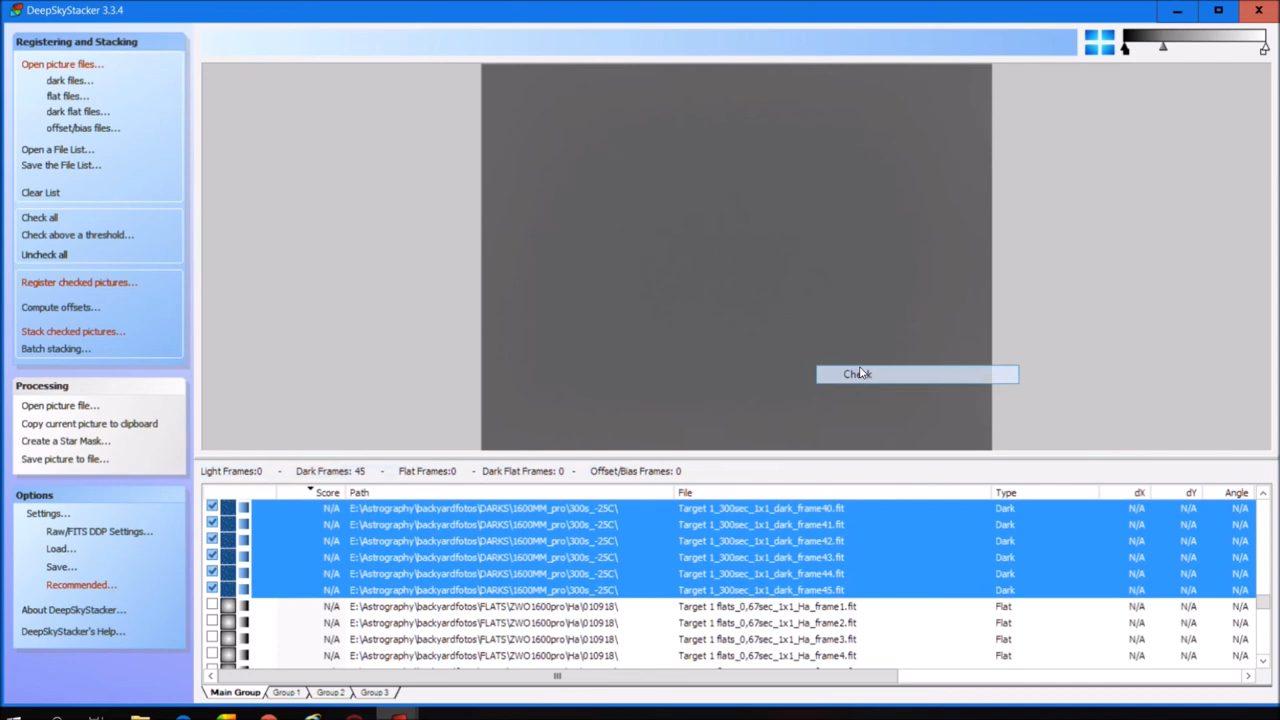 DeepSkyStacker 3.3.4
Registering and Stacking
Open picture files...
dark files...
flat files...
dark flat files...
offset/bias files...
Open a File List...
Save the File List...
Clear List
Check all
Check above a threshold...
Uncheck all
Register checked pictures...
Compute offsets...
Stack checked pictures...
Batch stacking...
Processing
Open picture file...
Copy current picture to clipboard
Create a Star Mask...
Save picture to file...
Options
Settings...
Raw/FITS DDP Settings...
Load...
Save...
Recommended...
About DeepSkyStacker...
DeepSkyStacker's Help...
Check
Light Frames:0 - Dark Frames: 45 - Flat Frames:0 - Dark Flat Frames: 0 - Offset/Bias Frames: 0
Score Path File Type dX dY Angle
N/A E:\Astrography\backyardfotos\DARKS\1600MM_pro\300s_-25C\ Target 1_300sec_1x1_dark_frame40.fit Dark N/A N/A N/A
N/A E:\Astrography\backyardfotos\DARKS\1600MM_pro\300s_-25C\ Target 1_300sec_1x1_dark_frame41.fit Dark N/A N/A N/A
N/A E:\Astrography\backyardfotos\DARKS\1600MM_pro\300s_-25C\ Target 1_300sec_1x1_dark_frame42.fit Dark N/A N/A N/A
N/A E:\Astrography\backyardfotos\DARKS\1600MM_pro\300s_-25C\ Target 1_300sec_1x1_dark_frame43.fit Dark N/A N/A N/A
N/A E:\Astrography\backyardfotos\DARKS\1600MM_pro\300s_-25C\ Target 1_300sec_1x1_dark_frame44.fit Dark N/A N/A N/A
N/A E:\Astrography\backyardfotos\DARKS\1600MM_pro\300s_-25C\ Target 1_300sec_1x1_dark_frame45.fit Dark N/A N/A N/A
N/A E:\Astrography\backyardfotos\FLATS\ZWO1600pro\Ha\010918\ Target 1 flats_0,67sec_1x1_Ha_frame1.fit Flat N/A N/A N/A
N/A E:\Astrography\backyardfotos\FLATS\ZWO1600pro\Ha\010918\ Target 1 flats_0,67sec_1x1_Ha_frame2.fit Flat N/A N/A N/A
N/A E:\Astrography\backyardfotos\FLATS\ZWO1600pro\Ha\010918\ Target 1 flats_0,67sec_1x1_Ha_frame3.fit Flat N/A N/A N/A
N/A E:\Astrography\backyardfotos\FLATS\ZWO1600pro\Ha\010918\ Target 1 flats_0,67sec_1x1_Ha_frame4.fit Flat N/A N/A N/A
Main Group Group 1 Group 2 Group 3